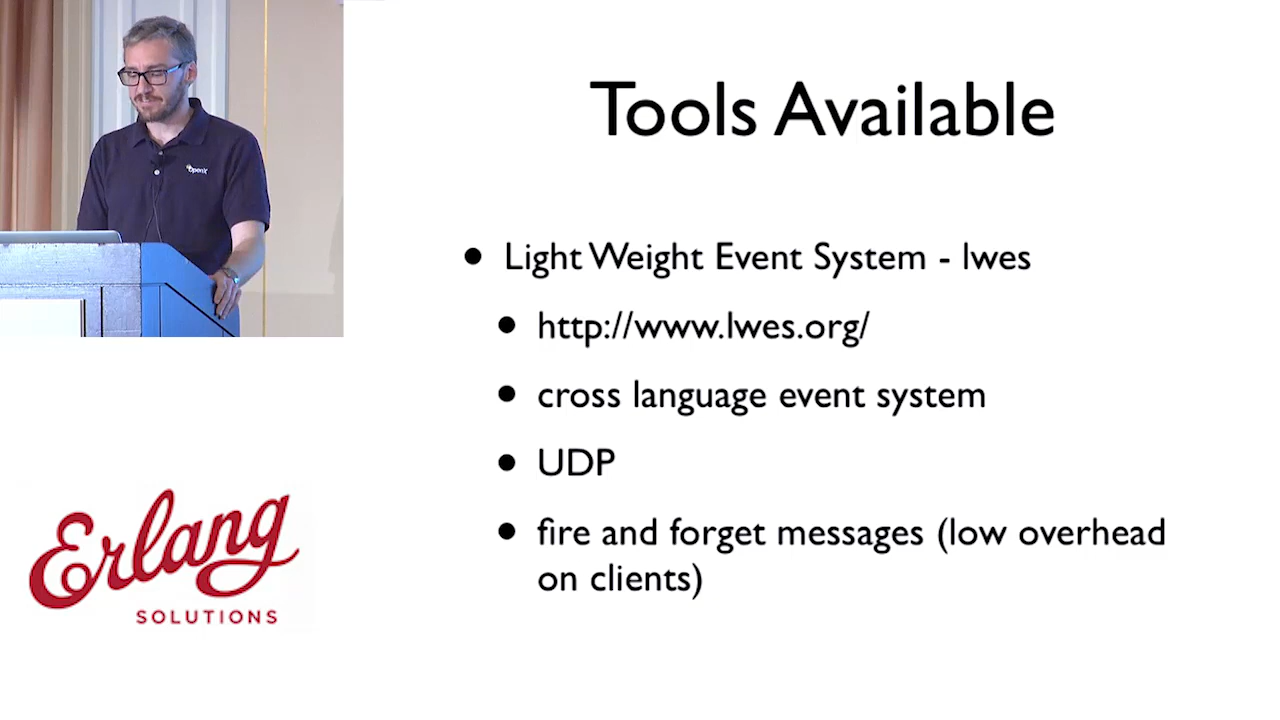 OpenX
Tools Available
• Light Weight Event System - lwes
• http://www.lwes.org/
• cross language event system
• UDP
• fire and forget messages (low overhead
on clients)
Erlang
SOLUTIONS